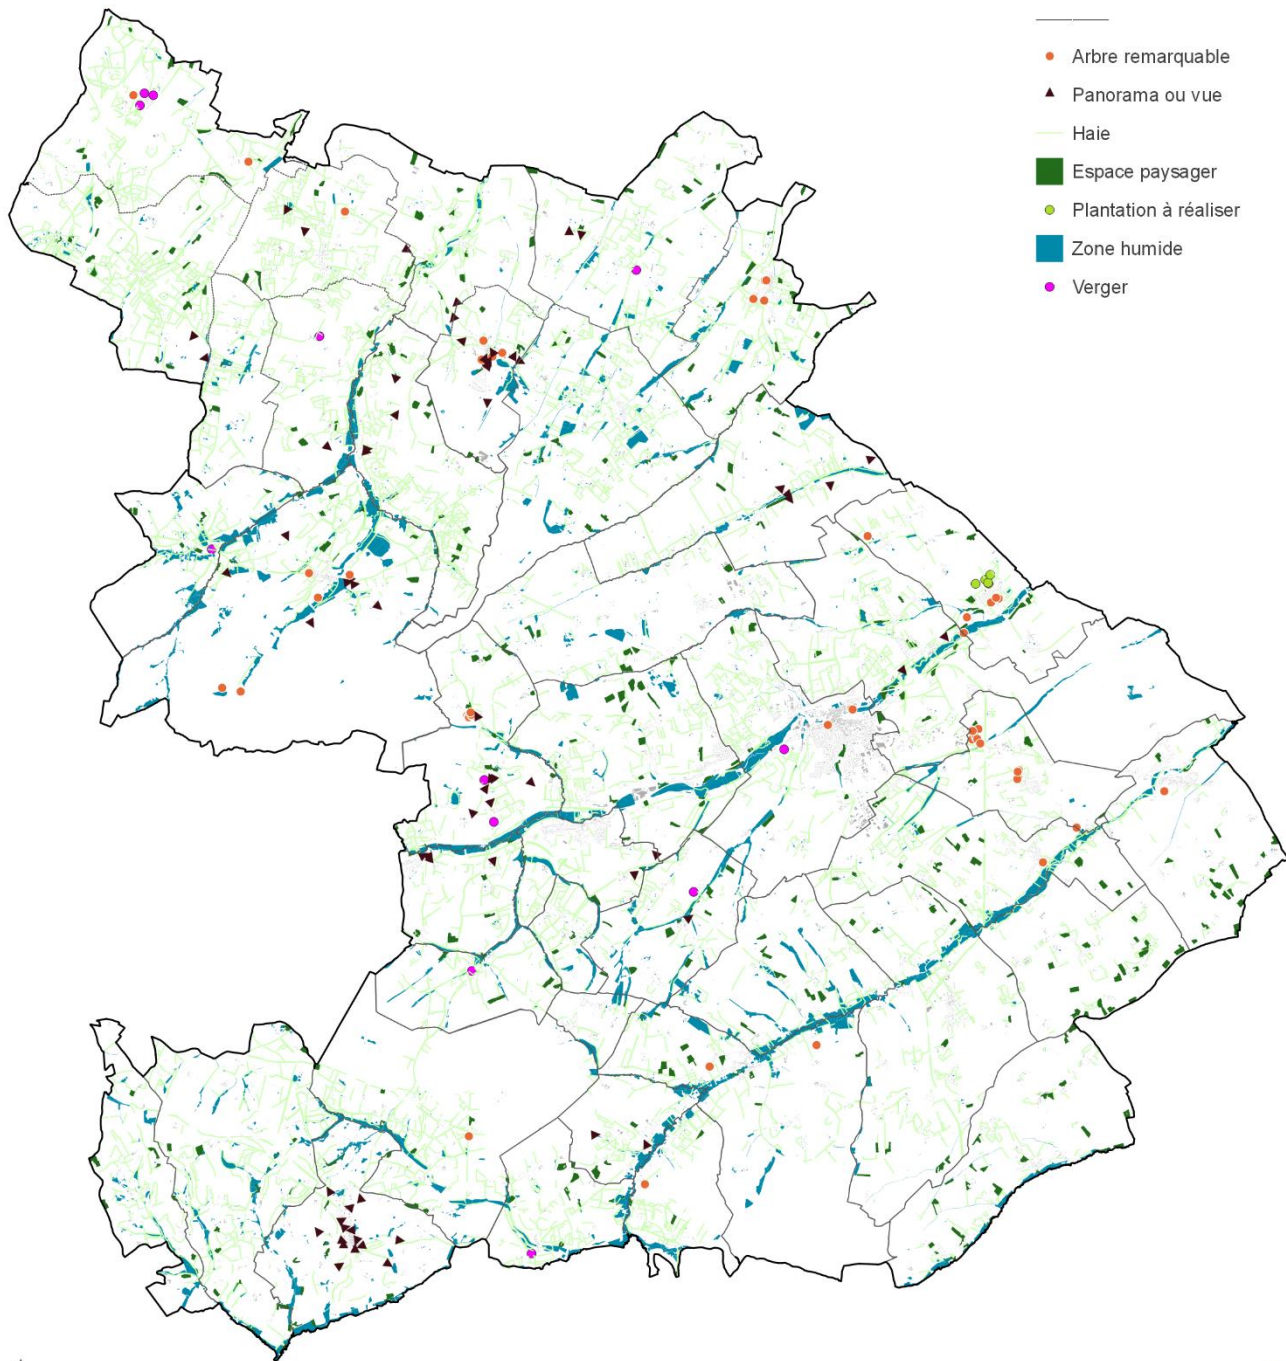 Arbre remarquable
Panorama ou vue
Haie
Espace paysager
Plantation à réaliser
Zone humide
Verger